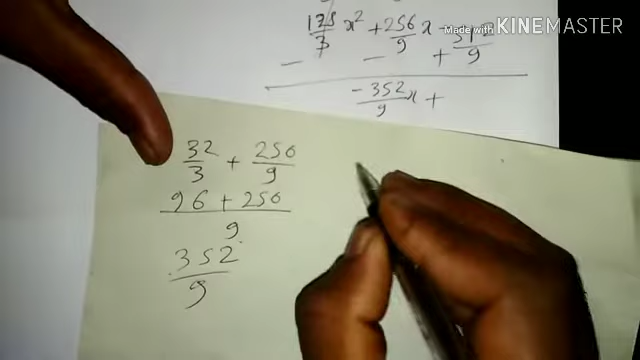 Made with KINEMASTER
x² + 256/9 x
− − + /9
-352/9 x +
32/3 + 256/9
96 + 256
9
352
9